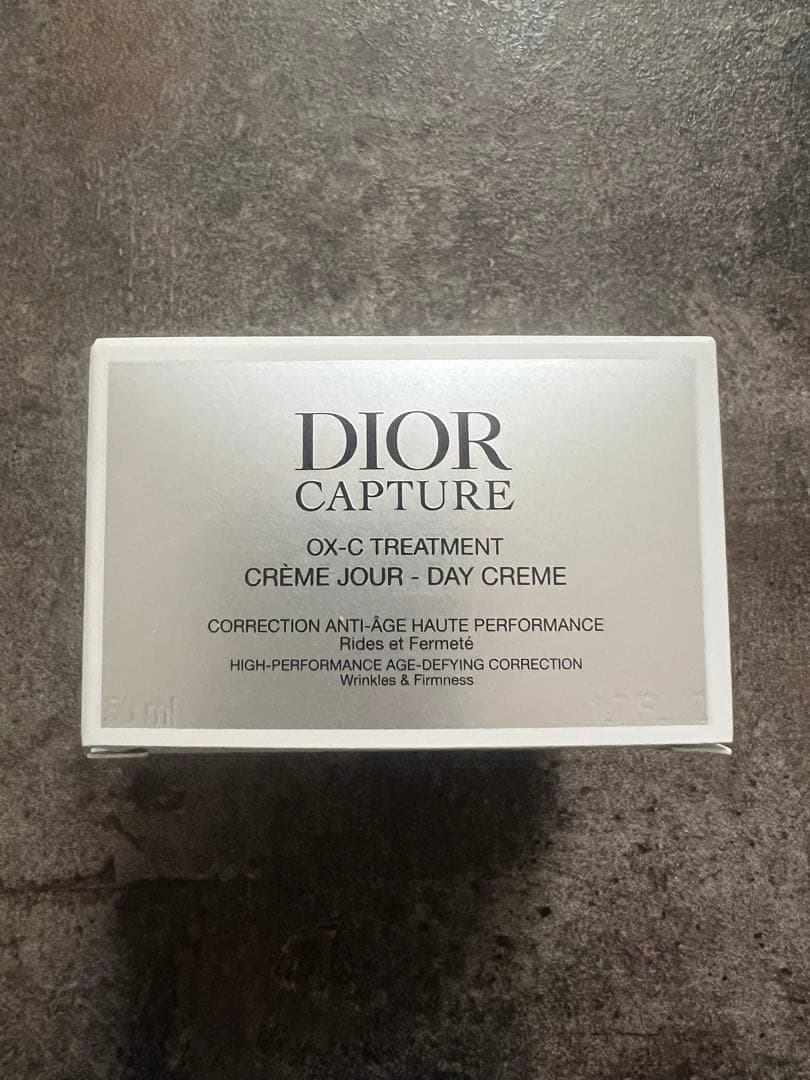 DIOR
CAPTURE
OX-C TREATMENT
CRÈME JOUR - DAY CREME
CORRECTION ANTI-ÂGE HAUTE PERFORMANCE
Rides et Fermeté
HIGH-PERFORMANCE AGE-DEFYING CORRECTION
Wrinkles & Firmness
ml